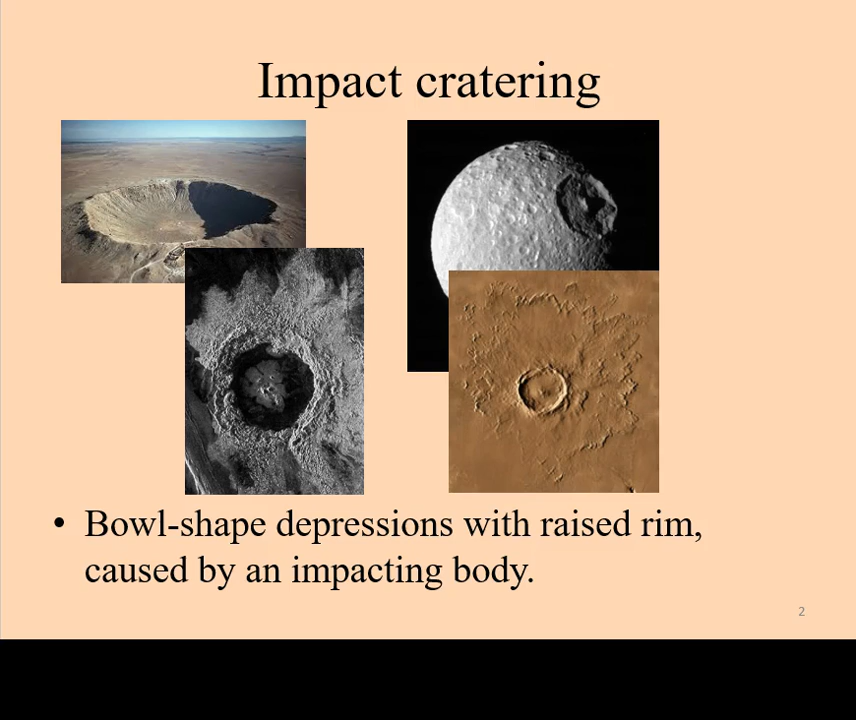 Impact cratering
• Bowl-shape depressions with raised rim,
caused by an impacting body.
2